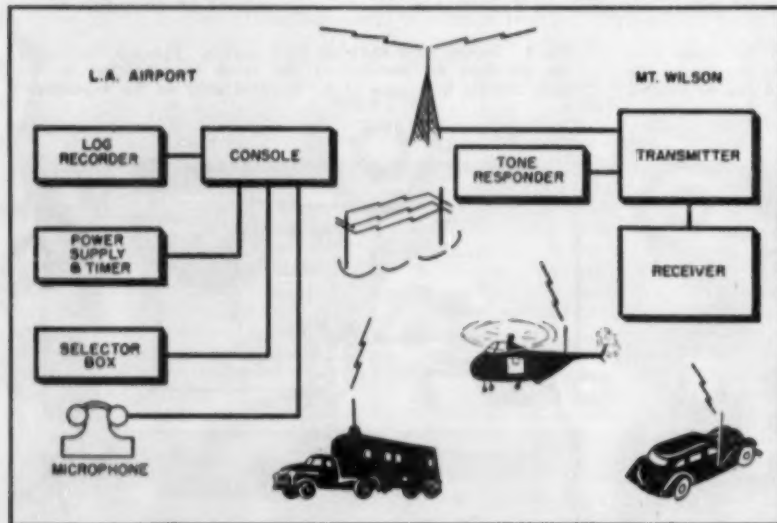 L.A. AIRPORT
MT. WILSON
LOG
RECORDER
CONSOLE
TONE
RESPONDER
TRANSMITTER
POWER
SUPPLY
& TIMER
RECEIVER
SELECTOR
BOX
MICROPHONE